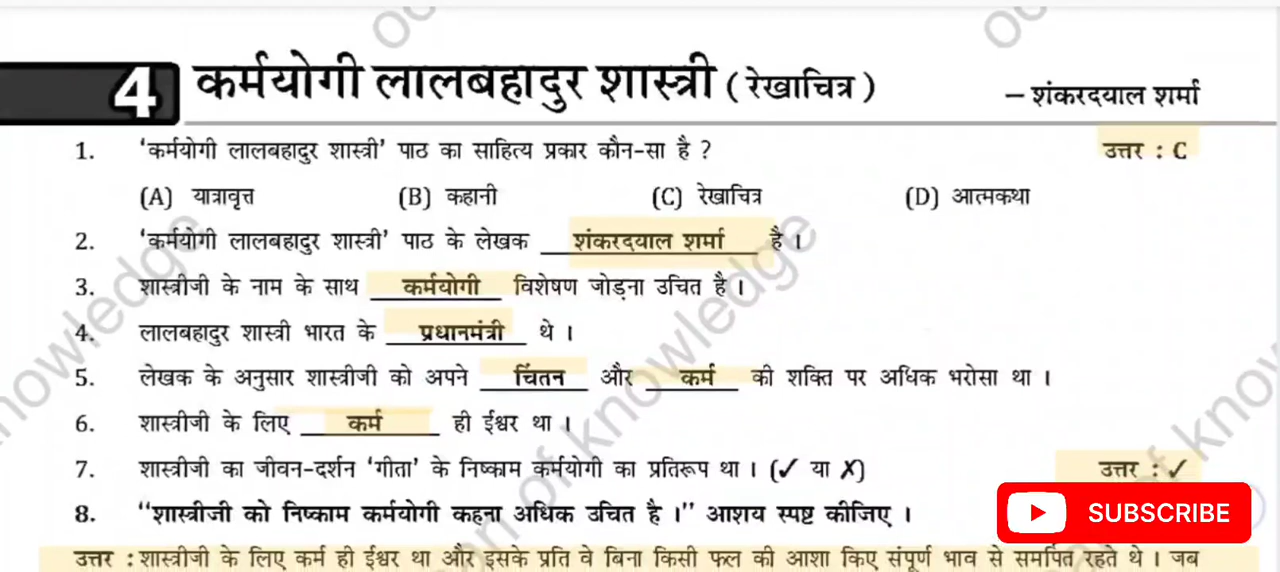 4 कर्मयोगी लालबहादुर शास्त्री ( रेखाचित्र ) – शंकरदयाल शर्मा
1. 'कर्मयोगी लालबहादुर शास्त्री' पाठ का साहित्य प्रकार कौन-सा है ? उत्तर : C
(A) यात्रावृत्त (B) कहानी (C) रेखाचित्र (D) आत्मकथा
2. 'कर्मयोगी लालबहादुर शास्त्री' पाठ के लेखक शंकरदयाल शर्मा है ।
3. शास्त्रीजी के नाम के साथ कर्मयोगी विशेषण जोड़ना उचित है ।
4. लालबहादुर शास्त्री भारत के प्रधानमंत्री थे ।
5. लेखक के अनुसार शास्त्रीजी को अपने चिंतन और कर्म की शक्ति पर अधिक भरोसा था ।
6. शास्त्रीजी के लिए कर्म ही ईश्वर था ।
7. शास्त्रीजी का जीवन-दर्शन 'गीता' के निष्काम कर्मयोगी का प्रतिरूप था । (✓ या ✗) उत्तर : ✓
8. "शास्त्रीजी को निष्काम कर्मयोगी कहना अधिक उचित है ।" आशय स्पष्ट कीजिए ।
SUBSCRIBE
उत्तर : शास्त्रीजी के लिए कर्म ही ईश्वर था और इसके प्रति वे बिना किसी फल की आशा किए संपूर्ण भाव से समर्पित रहते थे । जब